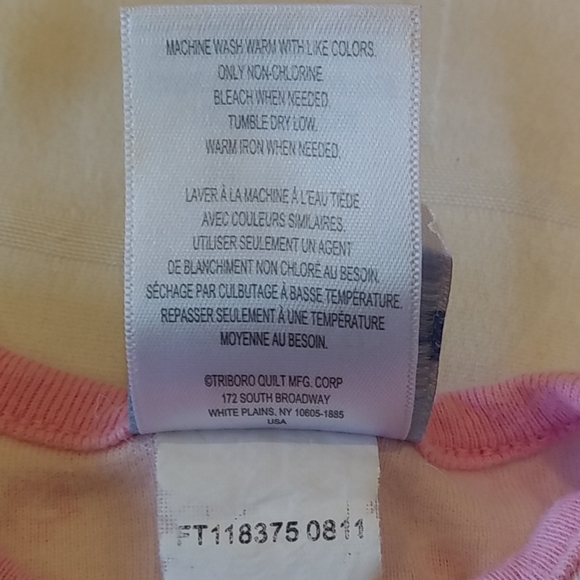 MACHINE WASH WARM WITH LIKE COLORS.
ONLY NON-CHLORINE
BLEACH WHEN NEEDED.
TUMBLE DRY LOW.
WARM IRON WHEN NEEDED.
LAVER À LA MACHINE À L'EAU TIÈDE
AVEC COULEURS SIMILAIRES.
UTILISER SEULEMENT UN AGENT
DE BLANCHIMENT NON CHLORÉ AU BESOIN.
SÉCHAGE PAR CULBUTAGE À BASSE TEMPÉRATURE.
REPASSER SEULEMENT À UNE TEMPÉRATURE
MOYENNE AU BESOIN.
©TRIBORO QUILT MFG. CORP
172 SOUTH BROADWAY
WHITE PLAINS, NY 10605-1885
USA
FT118375 0811